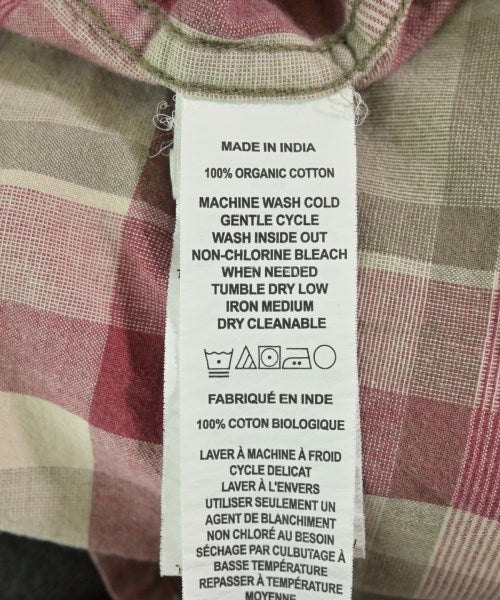 MADE IN INDIA
100% ORGANIC COTTON
MACHINE WASH COLD
GENTLE CYCLE
WASH INSIDE OUT
NON-CHLORINE BLEACH
WHEN NEEDED
TUMBLE DRY LOW
IRON MEDIUM
DRY CLEANABLE
FABRIQUÉ EN INDE
100% COTON BIOLOGIQUE
LAVER À MACHINE À FROID
CYCLE DELICAT
LAVER À L'ENVERS
UTILISER SEULEMENT UN
AGENT DE BLANCHIMENT
NON CHLORÉ AU BESOIN
SÉCHAGE PAR CULBUTAGE À
BASSE TEMPÉRATURE
REPASSER À TEMPÉRATURE
MOYENNE